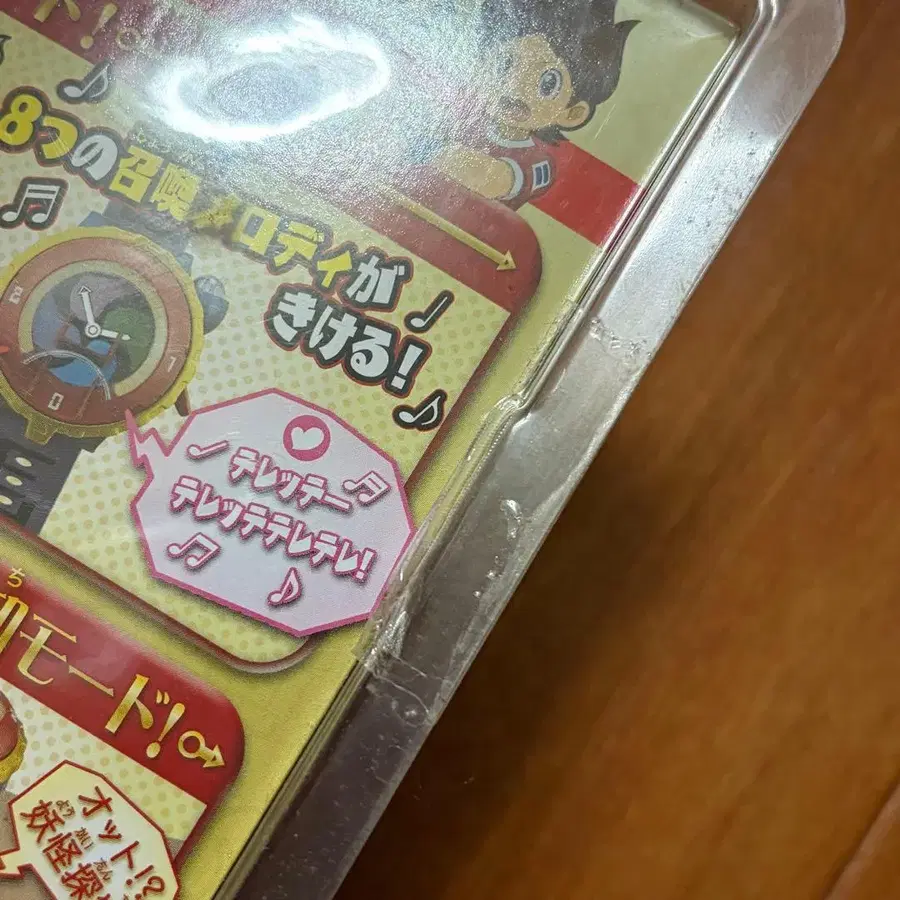 ド!
8つの召喚メロディが
きける!
テレッテー
テレッテテレテレ!
モード!
オット!?
妖怪探